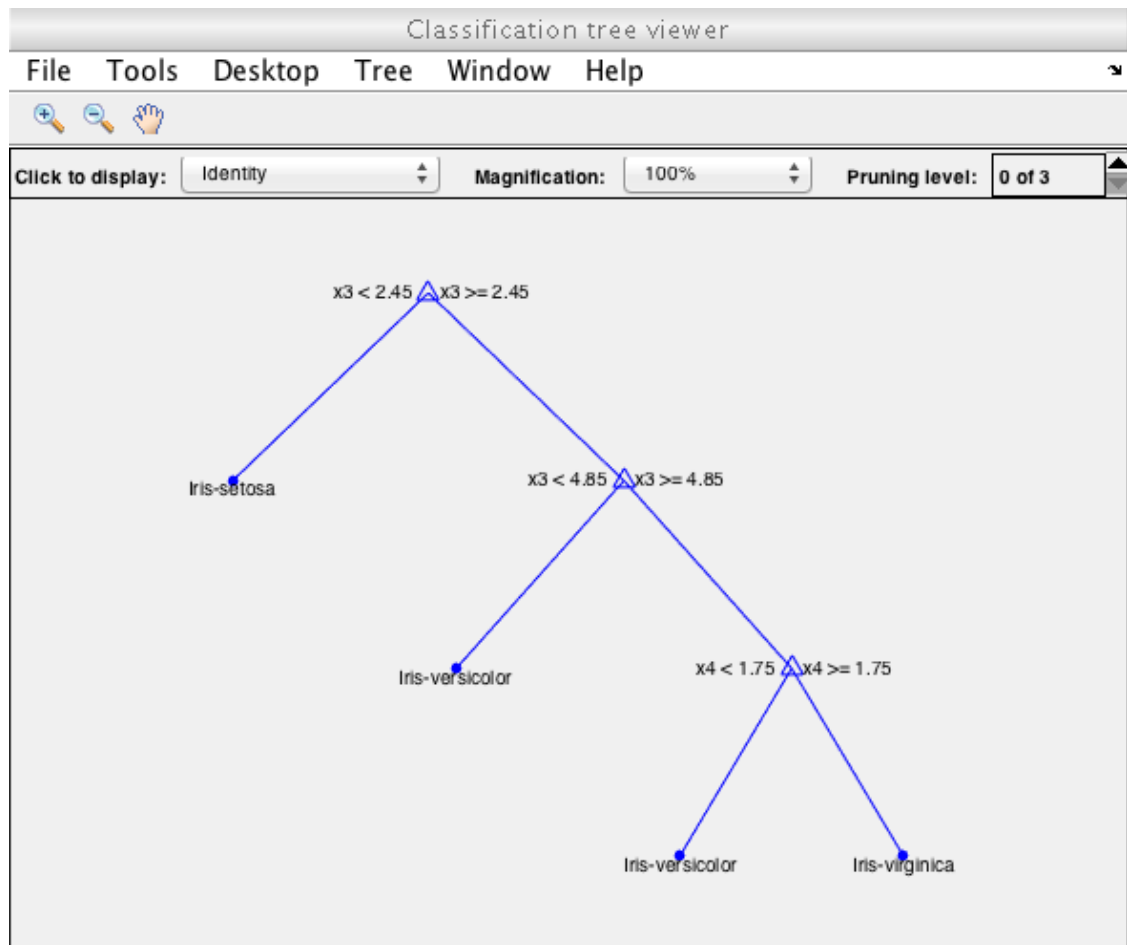 Classification tree viewer
File Tools Desktop Tree Window Help
Click to display: Identity Magnification: 100% Pruning level: 0 of 3
x3 < 2.45 x3 >= 2.45
Iris-setosa
x3 < 4.85 x3 >= 4.85
Iris-versicolor
x4 < 1.75 x4 >= 1.75
Iris-versicolor Iris-virginica